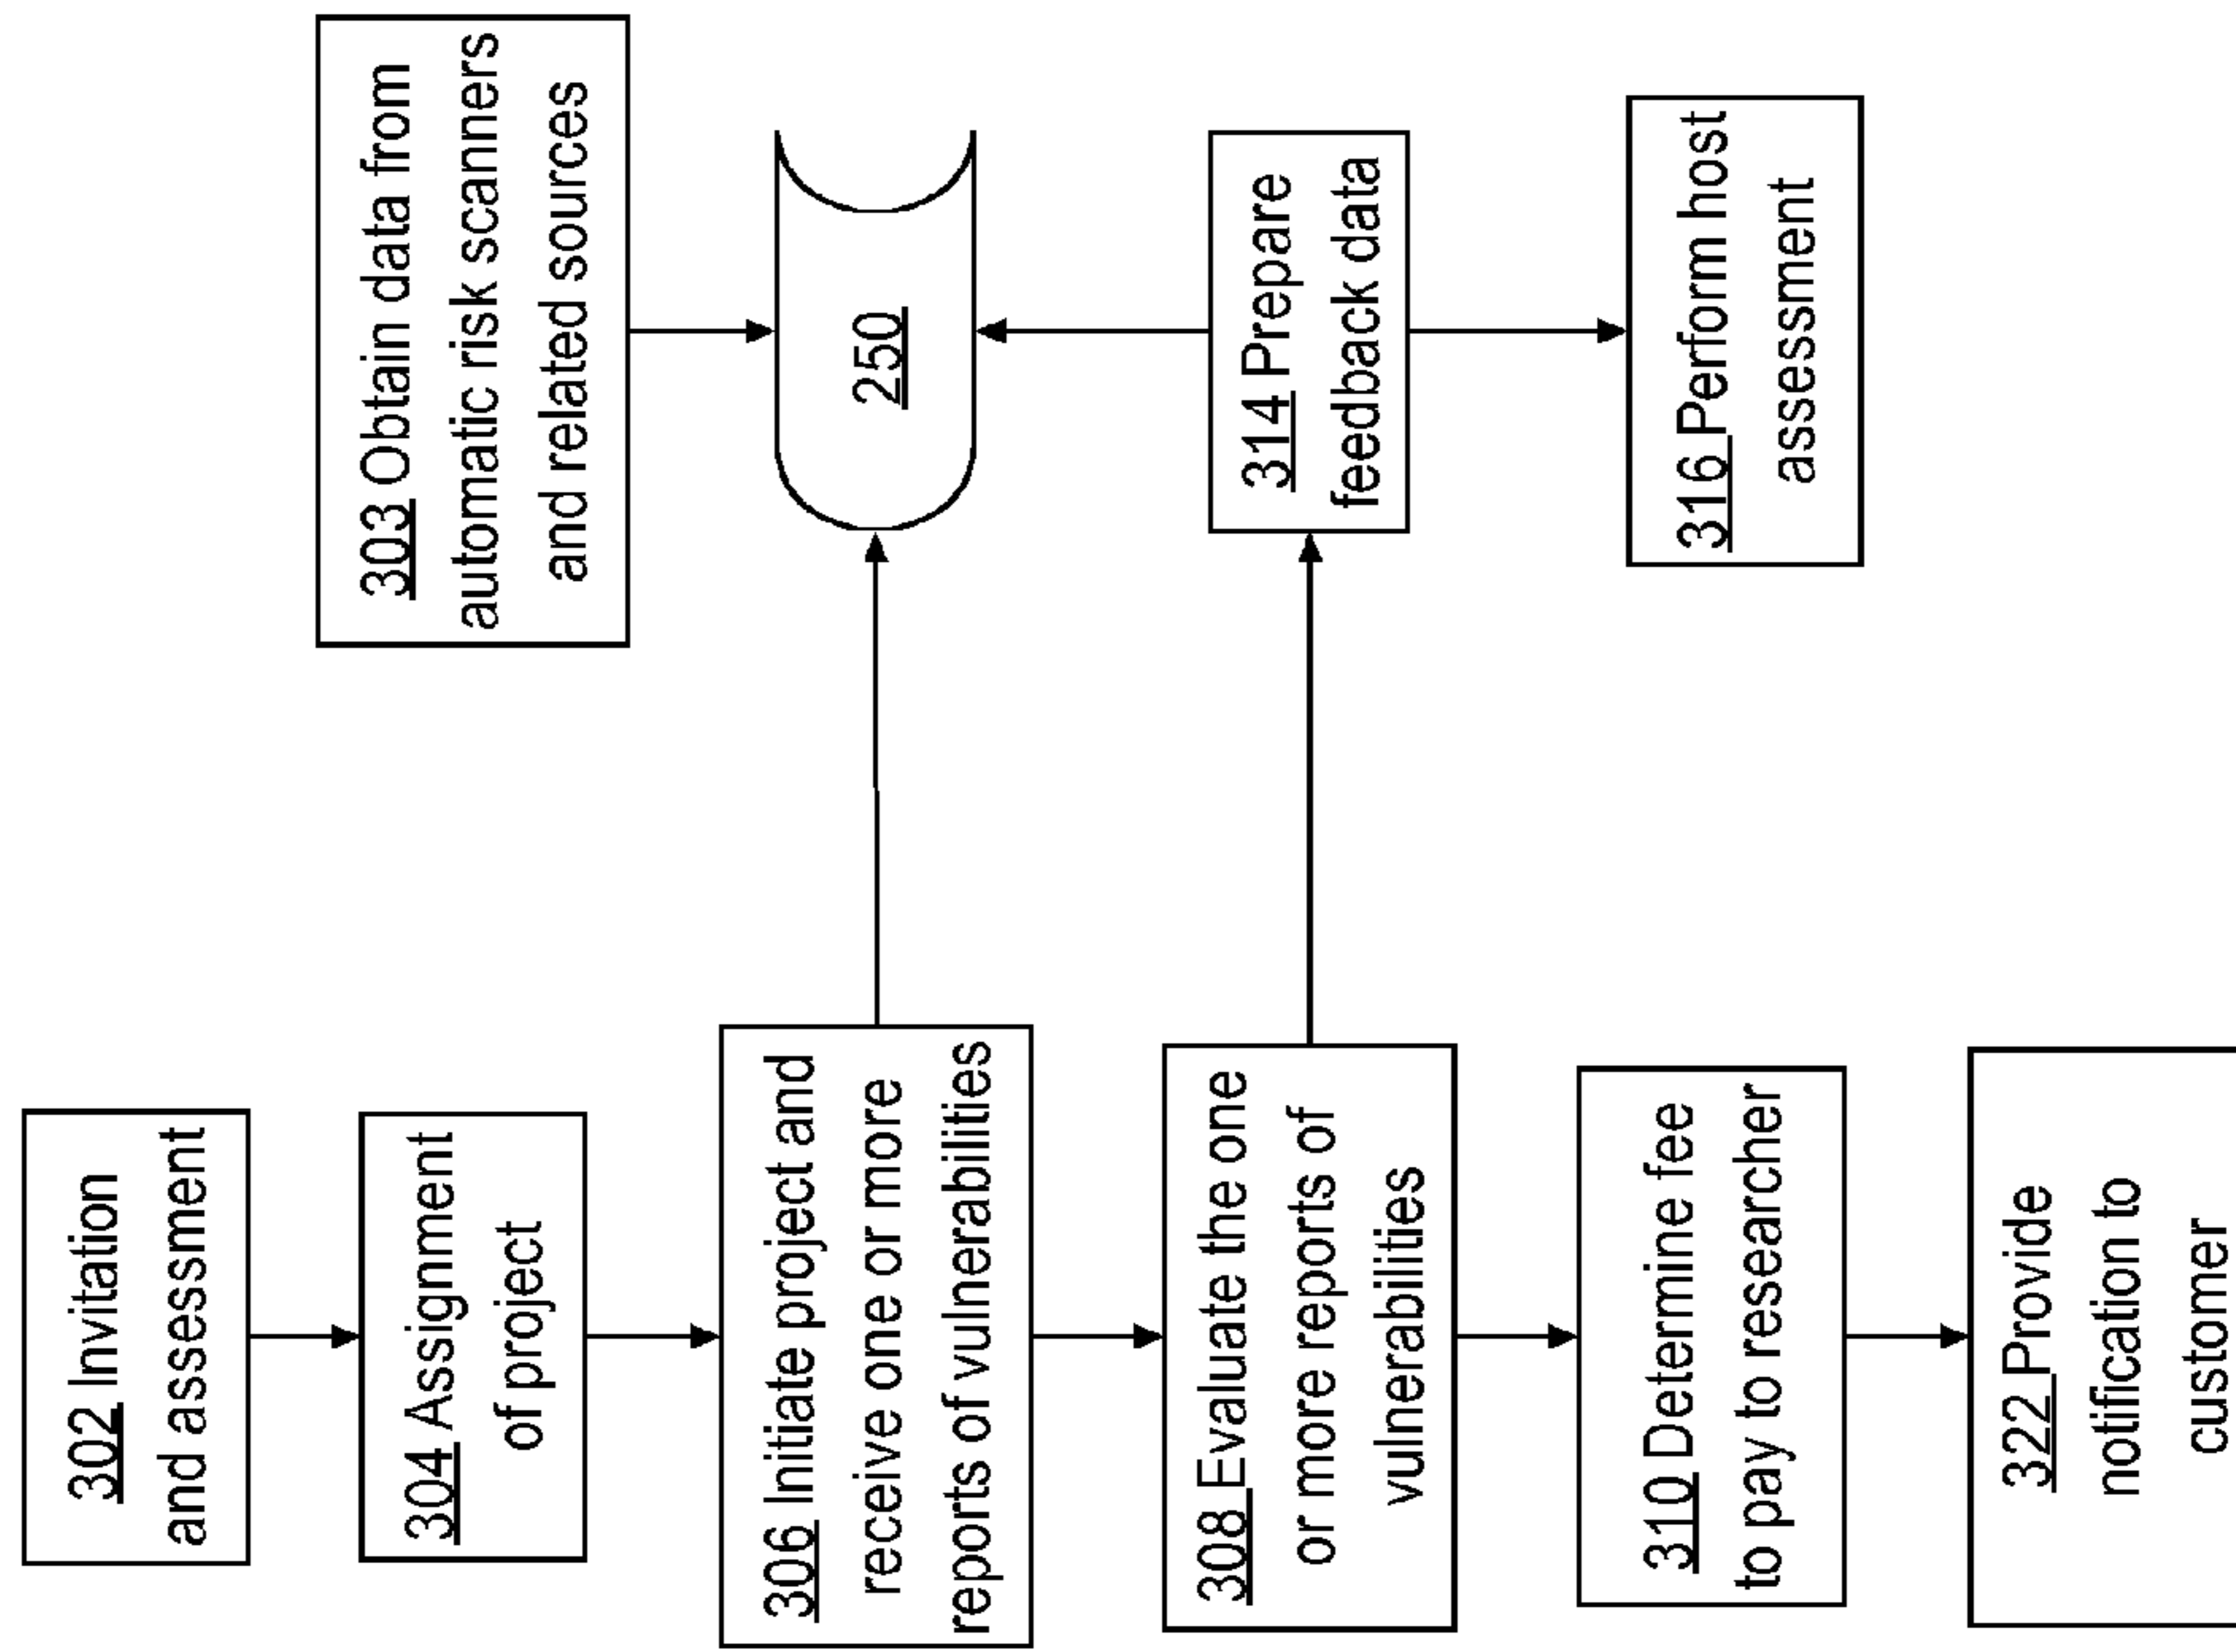 302 Invitation
and assessment
304 Assignment
of project
306 Initiate project and
receive one or more
reports of vulnerabilities
308 Evaluate the one
or more reports of
vulnerabilities
310 Determine fee
to pay to researcher
322 Provide
notification to
customer
303 Obtain data from
automatic risk scanners
and related sources
250
314 Prepare
feedback data
316 Perform host
assessment